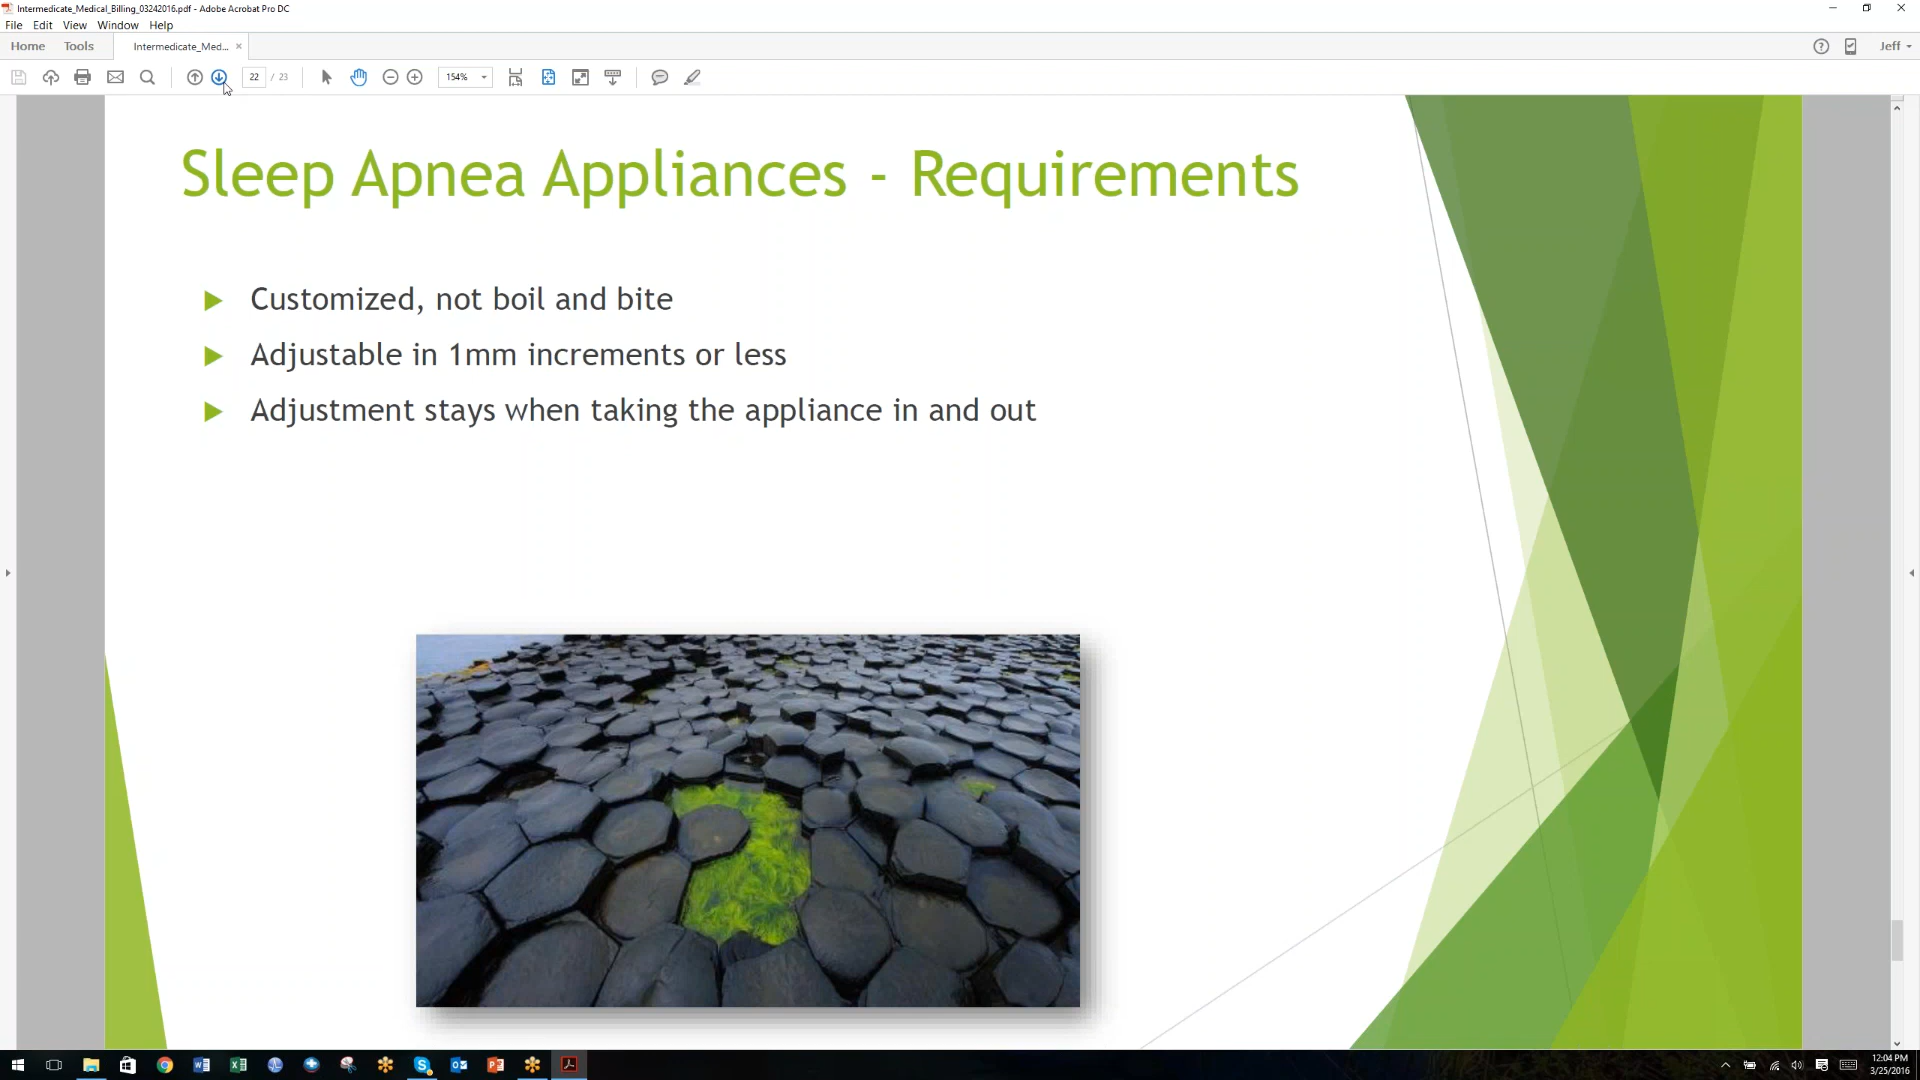 Intermedicate_Medical_Billing_03242016.pdf - Adobe Acrobat Pro DC
File Edit View Window Help
Home Tools Intermedicate_Med... × Jeff
22 / 23 154%
Sleep Apnea Appliances - Requirements
Customized, not boil and bite
Adjustable in 1mm increments or less
Adjustment stays when taking the appliance in and out
12:04 PM
3/25/2016